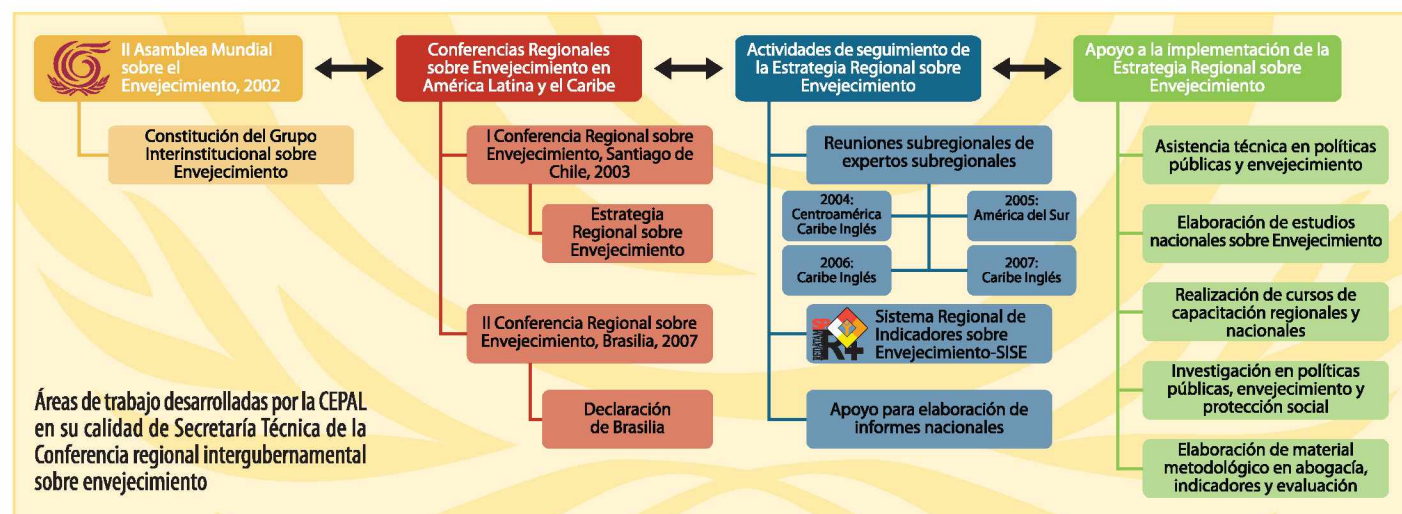 II Asamblea Mundial
sobre el
Envejecimiento, 2002
Constitución del Grupo
Interinstitucional sobre
Envejecimiento
Conferencias Regionales
sobre Envejecimiento en
América Latina y el Caribe
I Conferencia Regional sobre
Envejecimiento, Santiago de
Chile, 2003
Estrategia
Regional sobre
Envejecimiento
II Conferencia Regional sobre
Envejecimiento, Brasilia, 2007
Declaración
de Brasilia
Actividades de seguimiento de
la Estrategia Regional sobre
Envejecimiento
Reuniones subregionales de
expertos subregionales
2004:
Centroamérica
Caribe Inglés
2005:
América del Sur
2006:
Caribe Inglés
2007:
Caribe Inglés
REDATAM
SP
R+
Sistema Regional de
Indicadores sobre
Envejecimiento-SISE
Apoyo para elaboración de
informes nacionales
Apoyo a la implementación de la
Estrategia Regional sobre
Envejecimiento
Asistencia técnica en políticas
públicas y envejecimiento
Elaboración de estudios
nacionales sobre Envejecimiento
Realización de cursos de
capacitación regionales y
nacionales
Investigación en políticas
públicas, envejecimiento y
protección social
Elaboración de material
metodológico en abogacía,
indicadores y evaluación
Áreas de trabajo desarrolladas por la CEPAL
en su calidad de Secretaría Técnica de la
Conferencia regional intergubernamental
sobre envejecimiento